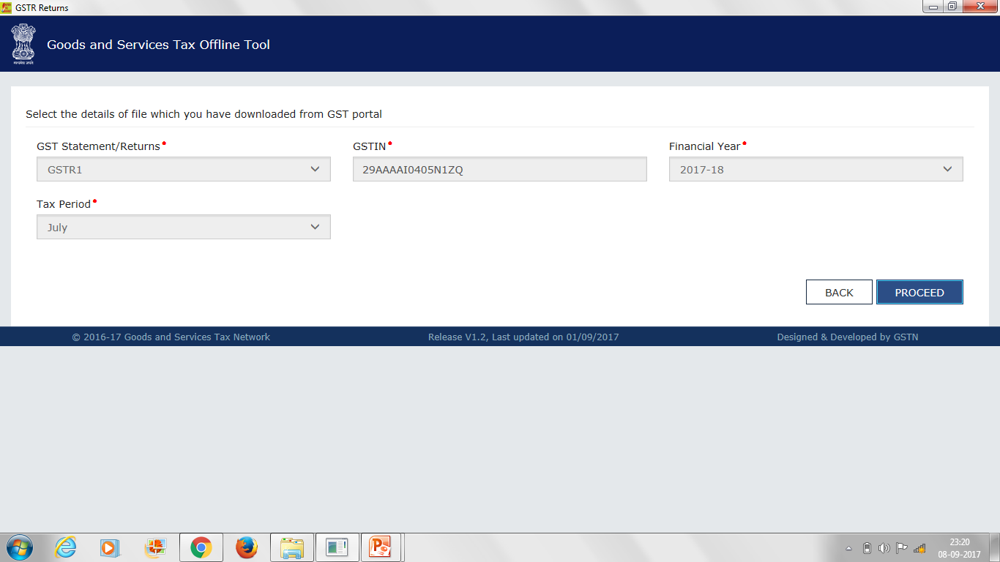 GSTR Returns
सत्यमेव जयते
Goods and Services Tax Offline Tool
Select the details of file which you have downloaded from GST portal
GST Statement/Returns
GSTIN
Financial Year
GSTR1
29AAAAI0405N1ZQ
2017-18
Tax Period
July
BACK
PROCEED
© 2016-17 Goods and Services Tax Network
Release V1.2, Last updated on 01/09/2017
Designed & Developed by GSTN
23:20
08-09-2017